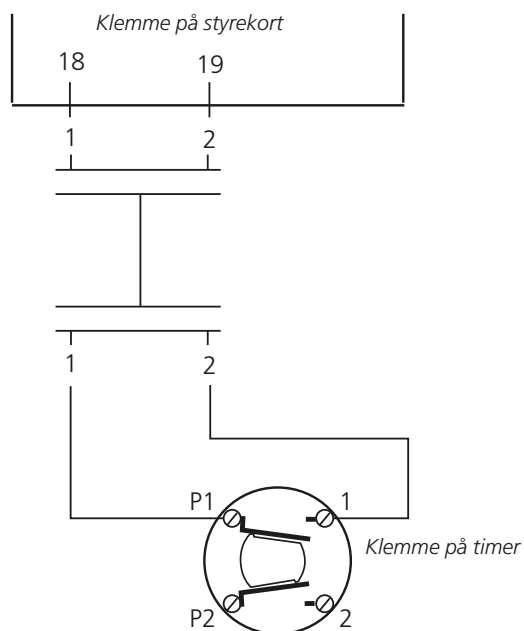 Klemme på styrekort
18 19
1 2
1 2
P1 1
Klemme på timer
P2 2